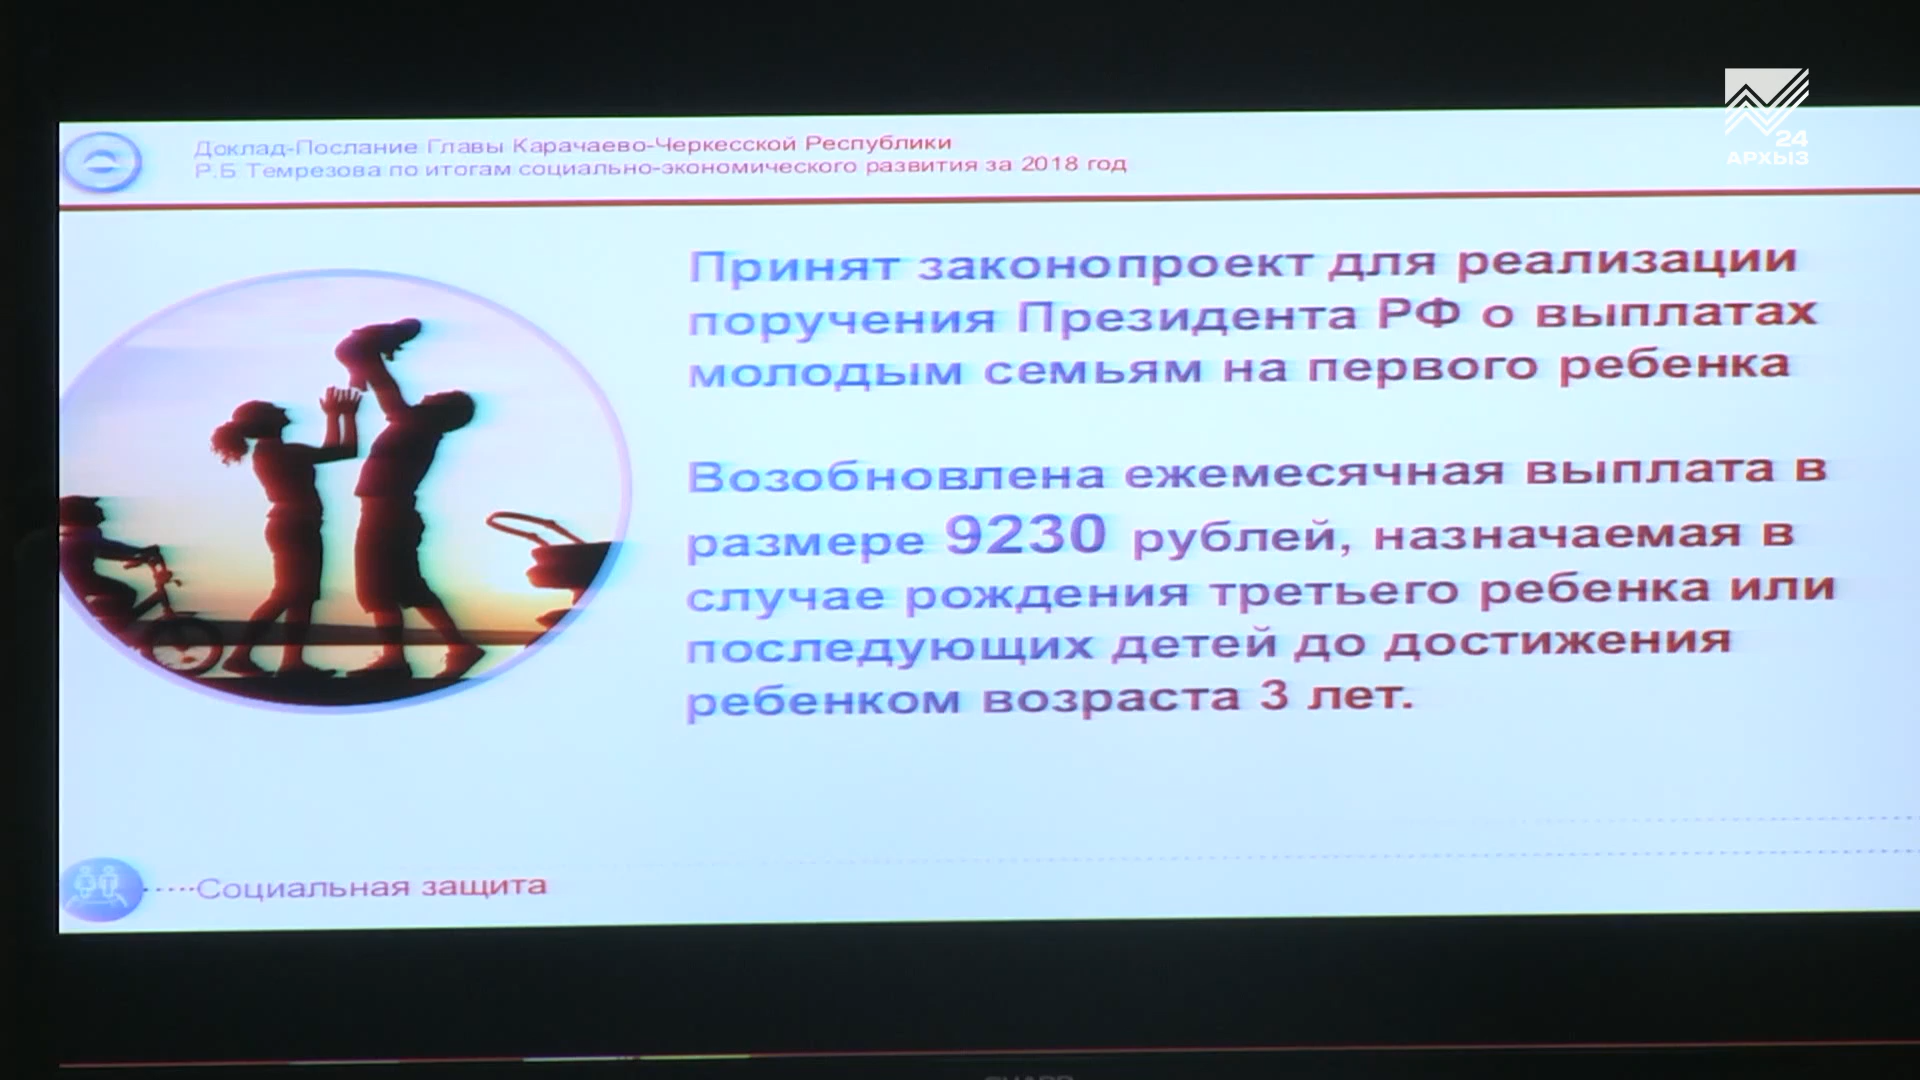 Доклад-Послание Главы Карачаево-Черкесской Республики
Р.Б Темрезова по итогам социально-экономического развития за 2018 год
24
АРХЫЗ
Принят законопроект для реализации
поручения Президента РФ о выплатах
молодым семьям на первого ребенка
Возобновлена ежемесячная выплата в
размере 9230 рублей, назначаемая в
случае рождения третьего ребенка или
последующих детей до достижения
ребенком возраста 3 лет.
Социальная защита